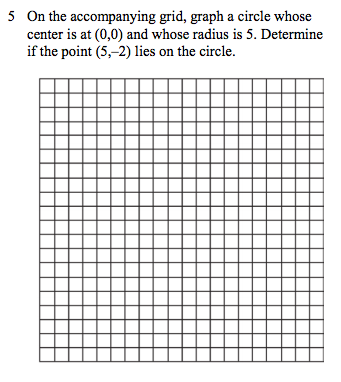 5 On the accompanying grid, graph a circle whose
center is at (0,0) and whose radius is 5. Determine
if the point (5,–2) lies on the circle.